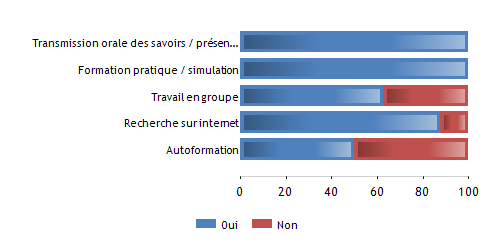 Transmission orale des savoirs / présen...
Formation pratique / simulation
Travail en groupe
Recherche sur internet
Autoformation
0 20 40 60 80 100
Oui Non